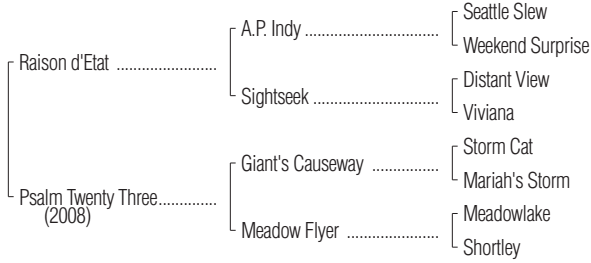 Seattle Slew
A.P. Indy ..............................
Weekend Surprise
Raison d'Etat ......................
Distant View
Sightseek ............................
Viviana
Storm Cat
Giant's Causeway ...............
Mariah's Storm
Psalm Twenty Three.............
(2008)
Meadowlake
Meadow Flyer ....................
Shortley